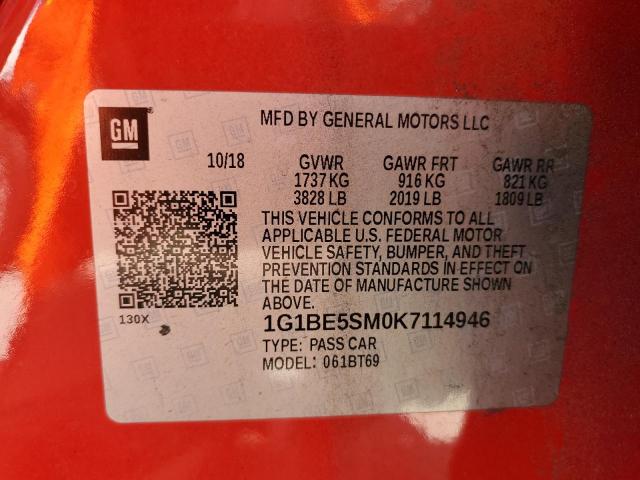 GM
MFD BY GENERAL MOTORS LLC
10/18 GVWR GAWR FRT GAWR RR
1737 KG 916 KG 821 KG
3828 LB 2019 LB 1809 LB
THIS VEHICLE CONFORMS TO ALL
APPLICABLE U.S. FEDERAL MOTOR
VEHICLE SAFETY, BUMPER, AND THEFT
PREVENTION STANDARDS IN EFFECT ON
THE DATE OF MANUFACTURE SHOWN
ABOVE.
130X
1G1BE5SM0K7114946
TYPE: PASS CAR
MODEL: 061BT69